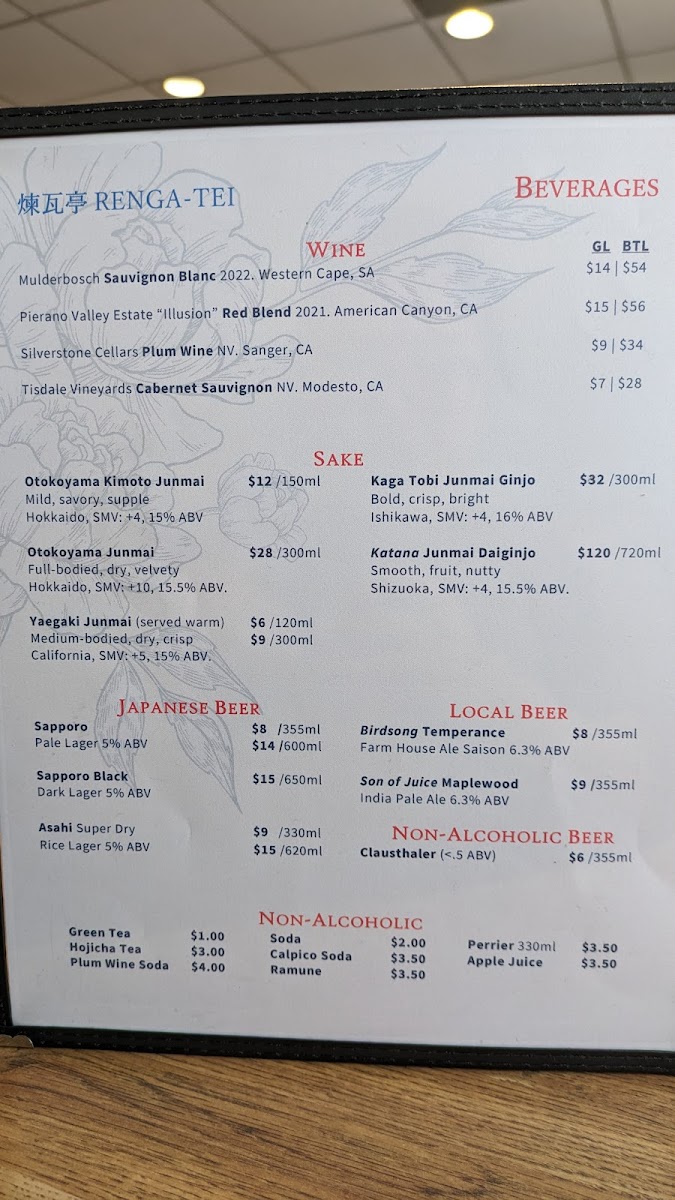 煉瓦亭 RENGA-TEI
BEVERAGES
WINE
GL BTL
Mulderbosch Sauvignon Blanc 2022. Western Cape, SA $14 | $54
Pierano Valley Estate “Illusion” Red Blend 2021. American Canyon, CA $15 | $56
Silverstone Cellars Plum Wine NV. Sanger, CA $9 | $34
Tisdale Vineyards Cabernet Sauvignon NV. Modesto, CA $7 | $28
SAKE
Otokoyama Kimoto Junmai $12 /150ml
Mild, savory, supple
Hokkaido, SMV: +4, 15% ABV
Otokoyama Junmai $28 /300ml
Full-bodied, dry, velvety
Hokkaido, SMV: +10, 15.5% ABV.
Yaegaki Junmai (served warm) $6 /120ml
Medium-bodied, dry, crisp $9 /300ml
California, SMV: +5, 15% ABV.
Kaga Tobi Junmai Ginjo $32 /300ml
Bold, crisp, bright
Ishikawa, SMV: +4, 16% ABV
Katana Junmai Daiginjo $120 /720ml
Smooth, fruit, nutty
Shizuoka, SMV: +4, 15.5% ABV.
JAPANESE BEER
Sapporo $8 /355ml
Pale Lager 5% ABV $14 /600ml
Sapporo Black $15 /650ml
Dark Lager 5% ABV
Asahi Super Dry $9 /330ml
Rice Lager 5% ABV $15 /620ml
LOCAL BEER
Birdsong Temperance $8 /355ml
Farm House Ale Saison 6.3% ABV
Son of Juice Maplewood $9 /355ml
India Pale Ale 6.3% ABV
NON-ALCOHOLIC BEER
Clausthaler (<.5 ABV) $6 /355ml
NON-ALCOHOLIC
Green Tea $1.00
Hojicha Tea $3.00
Plum Wine Soda $4.00
Soda $2.00
Calpico Soda $3.50
Ramune $3.50
Perrier 330ml $3.50
Apple Juice $3.50